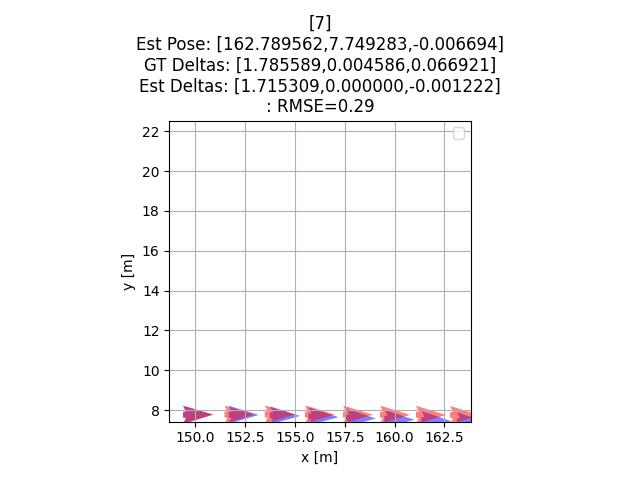 [7]
Est Pose: [162.789562,7.749283,-0.006694]
GT Deltas: [1.785589,0.004586,0.066921]
Est Deltas: [1.715309,0.000000,-0.001222]
: RMSE=0.29
22
20
18
16
14
12
10
8
y [m]
150.0 152.5 155.0 157.5 160.0 162.5
x [m]